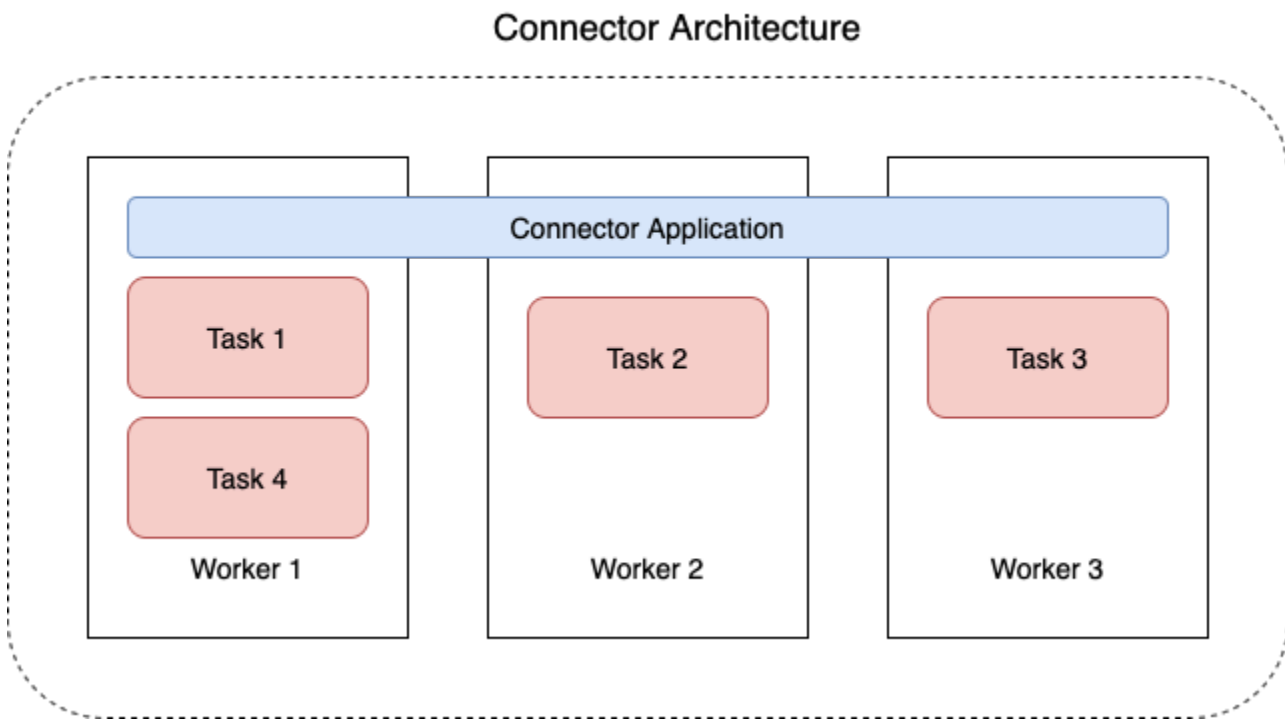 Connector Architecture
Connector Application
Task 1
Task 2
Task 3
Task 4
Worker 1
Worker 2
Worker 3